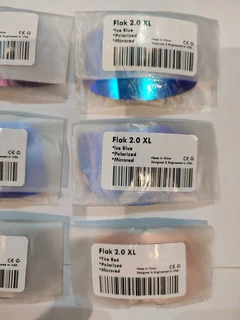 Flak 2.0 XL
*Ice Blue
*Polarized
*Mirrored
Made in China
Designed & Engineered in USA
Flak 2.0 XL
*Ice Blue
*Polarized
*Mirrored
Made in China
Designed & Engineered in USA
Flak 2.0 XL
*Fire Red
*Polarized
*Mirrored
Made in China
Designed & Engineered in USA